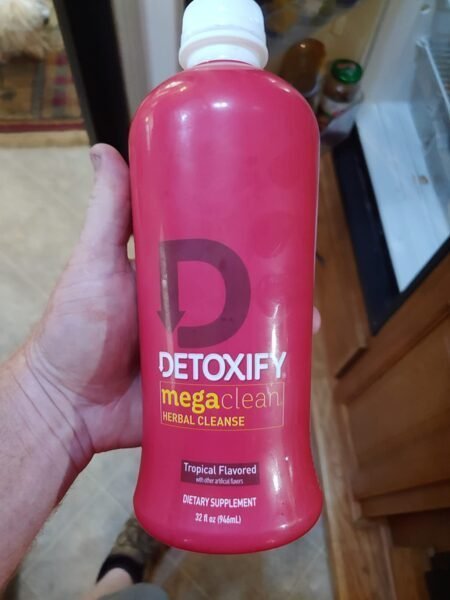 D
DETOXIFY®
megaclean®
HERBAL CLEANSE
Tropical Flavored
with other artificial flavors
DIETARY SUPPLEMENT
32 fl oz (946mL)